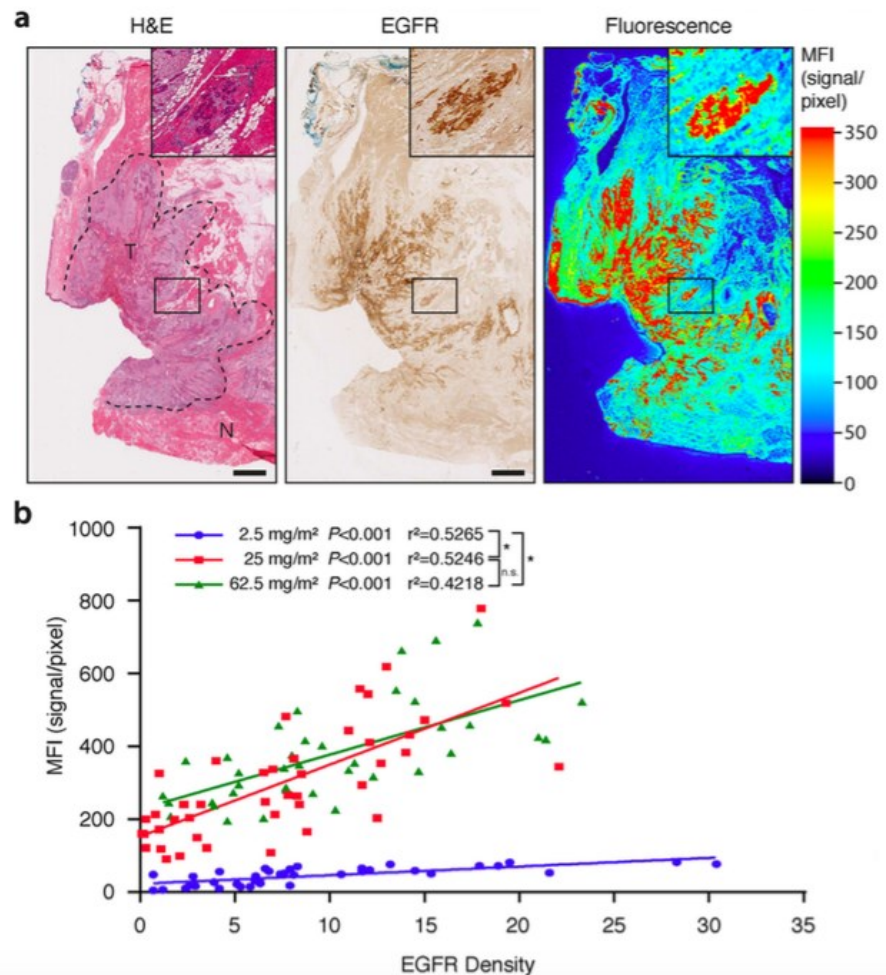 a
H&E
EGFR
Fluorescence
MFI
(signal/
pixel)
T
N
350
300
250
200
150
100
50
0
b
2.5 mg/m² P<0.001 r²=0.5265
25 mg/m² P<0.001 r²=0.5246
62.5 mg/m² P<0.001 r²=0.4218
*
n.s.
*
MFI (signal/pixel)
1000
800
600
400
200
0
0 5 10 15 20 25 30 35
EGFR Density